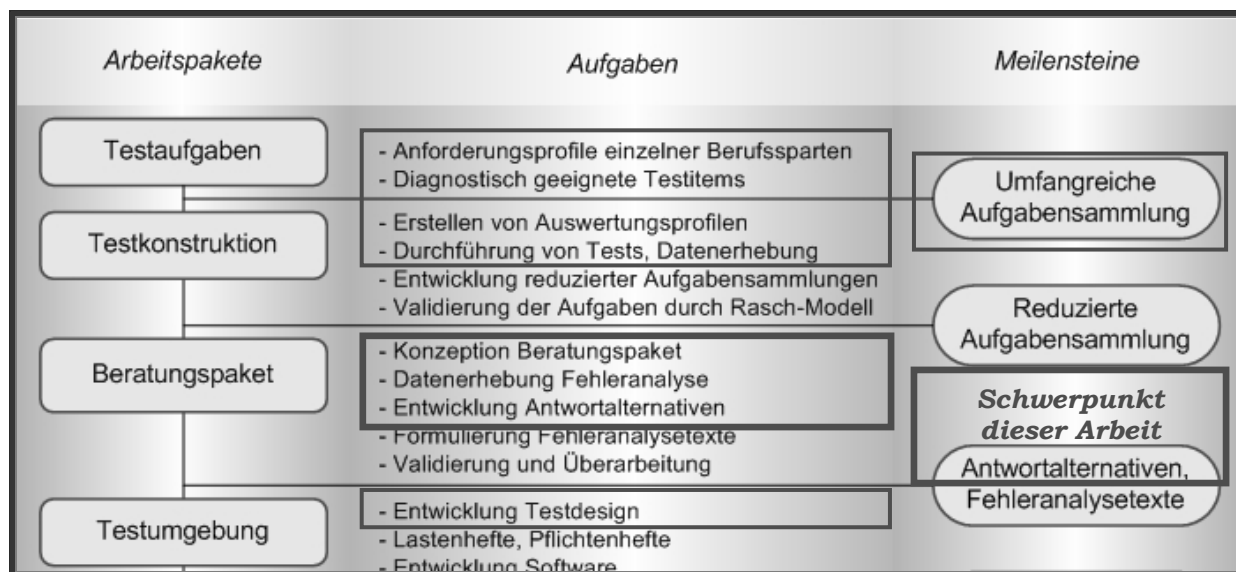 Arbeitspakete
Aufgaben
Meilensteine
Testaufgaben
- Anforderungsprofile einzelner Berufssparten
- Diagnostisch geeignete Testitems
Umfangreiche
Aufgabensammlung
Testkonstruktion
- Erstellen von Auswertungsprofilen
- Durchführung von Tests, Datenerhebung
- Entwicklung reduzierter Aufgabensammlungen
- Validierung der Aufgaben durch Rasch-Modell
Reduzierte
Aufgabensammlung
Beratungspaket
- Konzeption Beratungspaket
- Datenerhebung Fehleranalyse
- Entwicklung Antwortalternativen
- Formulierung Fehleranalysetexte
- Validierung und Überarbeitung
Schwerpunkt
dieser Arbeit
Antwortalternativen,
Fehleranalysetexte
Testumgebung
- Entwicklung Testdesign
- Lastenhefte, Pflichtenhefte
- Entwicklung Software